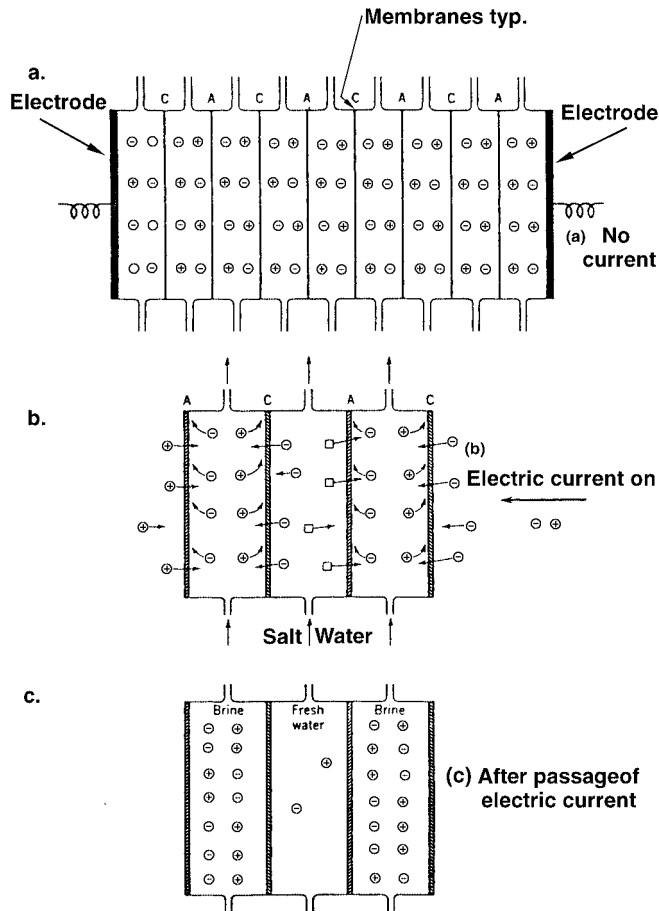 Membranes typ.
a.
C A C A C A C A
Electrode
Electrode
(a) No
current
A C A C
b.
(b)
Electric current on
Salt Water
c.
Brine Fresh Brine
water
(c) After passageof
electric current